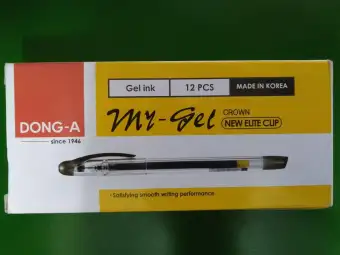 Gel ink
12 PCS
MADE IN KOREA
DONG-A
since 1946
My-Gel
CROWN
NEW ELITE CLIP
• Satisfying smooth writing performance.